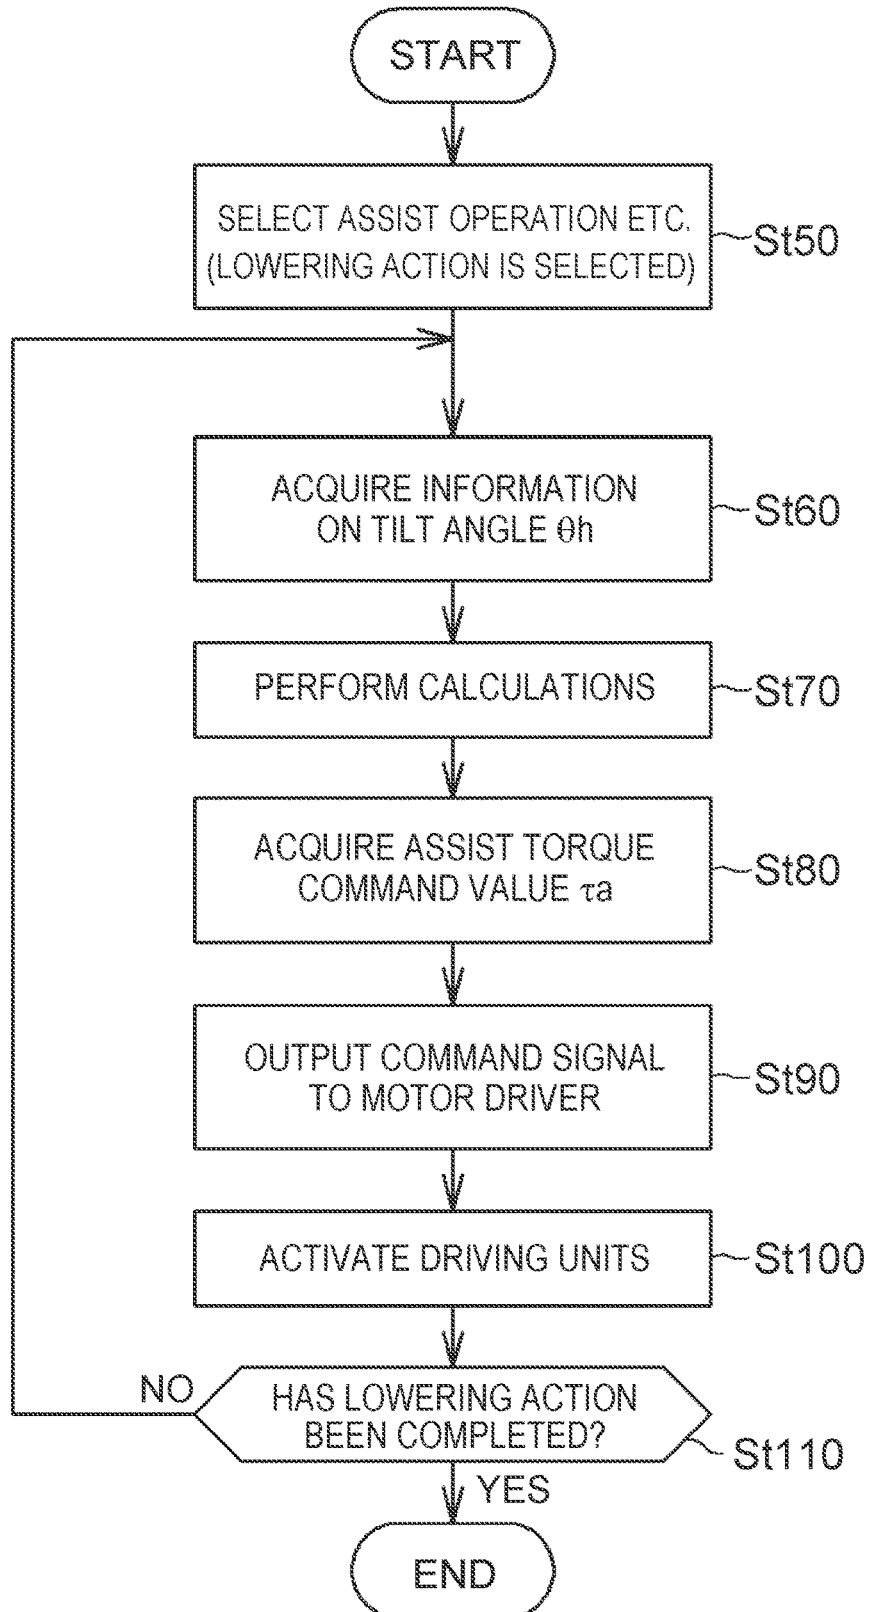 START
SELECT ASSIST OPERATION ETC.
(LOWERING ACTION IS SELECTED)
St50
ACQUIRE INFORMATION
ON TILT ANGLE θh
St60
PERFORM CALCULATIONS
St70
ACQUIRE ASSIST TORQUE
COMMAND VALUE τa
St80
OUTPUT COMMAND SIGNAL
TO MOTOR DRIVER
St90
ACTIVATE DRIVING UNITS
St100
NO
HAS LOWERING ACTION
BEEN COMPLETED?
St110
YES
END